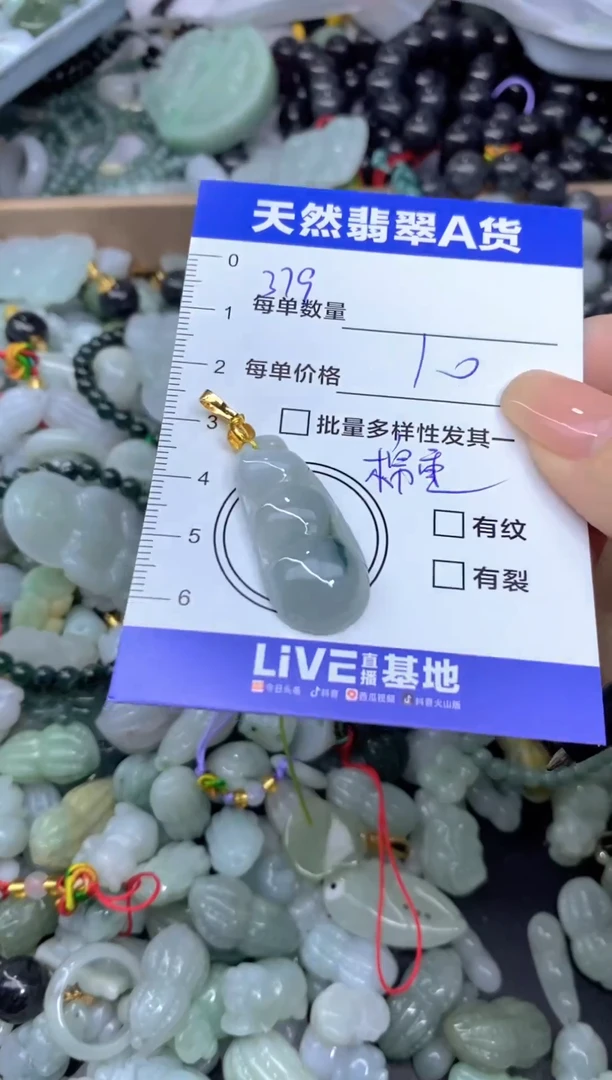 天然翡翠A货
0
379
1 每单数量
10
2 每单价格
3 批量多样性发其一
棉重
4
有纹
5
有裂
6
LiVE直播基地
今日头条 抖音 西瓜视频 抖音火山版